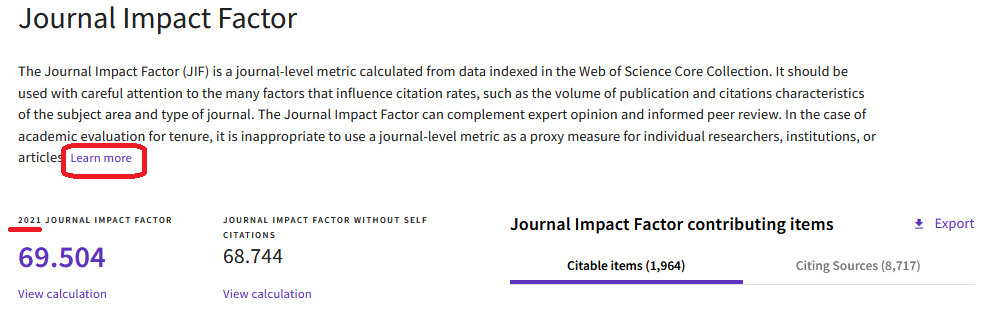 Journal Impact Factor
The Journal Impact Factor (JIF) is a journal-level metric calculated from data indexed in the Web of Science Core Collection. It should be
used with careful attention to the many factors that influence citation rates, such as the volume of publication and citations characteristics
of the subject area and type of journal. The Journal Impact Factor can complement expert opinion and informed peer review. In the case of
academic evaluation for tenure, it is inappropriate to use a journal-level metric as a proxy measure for individual researchers, institutions, or
articles. Learn more
2021 JOURNAL IMPACT FACTOR
69.504
View calculation
JOURNAL IMPACT FACTOR WITHOUT SELF
CITATIONS
68.744
View calculation
Journal Impact Factor contributing items
Export
Citable items (1,964)
Citing Sources (8,717)